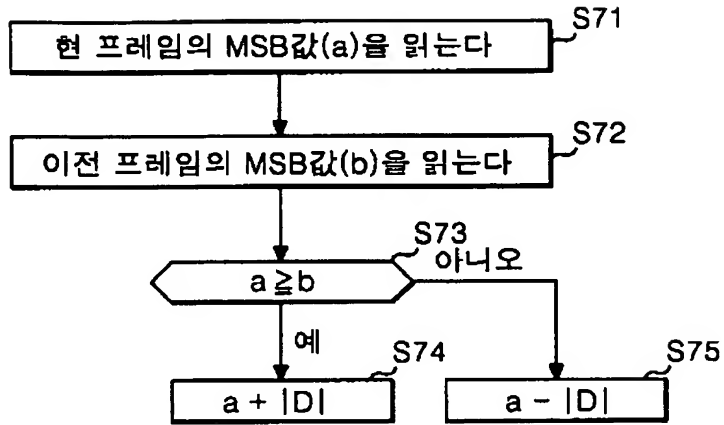 S71
현 프레임의 MSB값(a)을 읽는다
S72
이전 프레임의 MSB값(b)을 읽는다
S73
a ≧ b
아니오
예
S74
a + |D|
S75
a - |D|